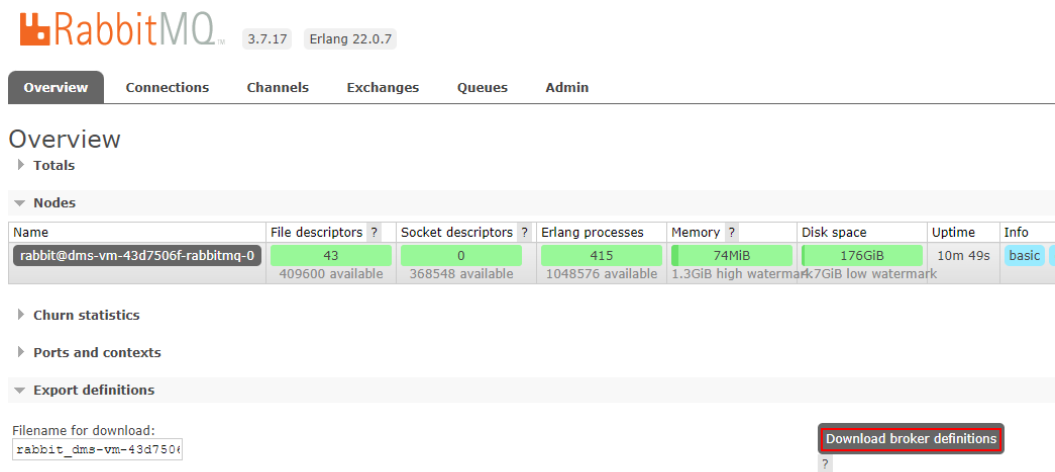 RabbitMQ TM 3.7.17 Erlang 22.0.7
Overview Connections Channels Exchanges Queues Admin
Overview
Totals
Nodes
Name File descriptors ? Socket descriptors ? Erlang processes Memory ? Disk space Uptime Info
rabbit@dms-vm-43d7506f-rabbitmq-0 43 0 415 74MiB 176GiB 10m 49s basic
409600 available 368548 available 1048576 available 1.3GiB high watermark 4.7GiB low watermark
Churn statistics
Ports and contexts
Export definitions
Filename for download:
rabbit_dms-vm-43d7506 Download broker definitions
?